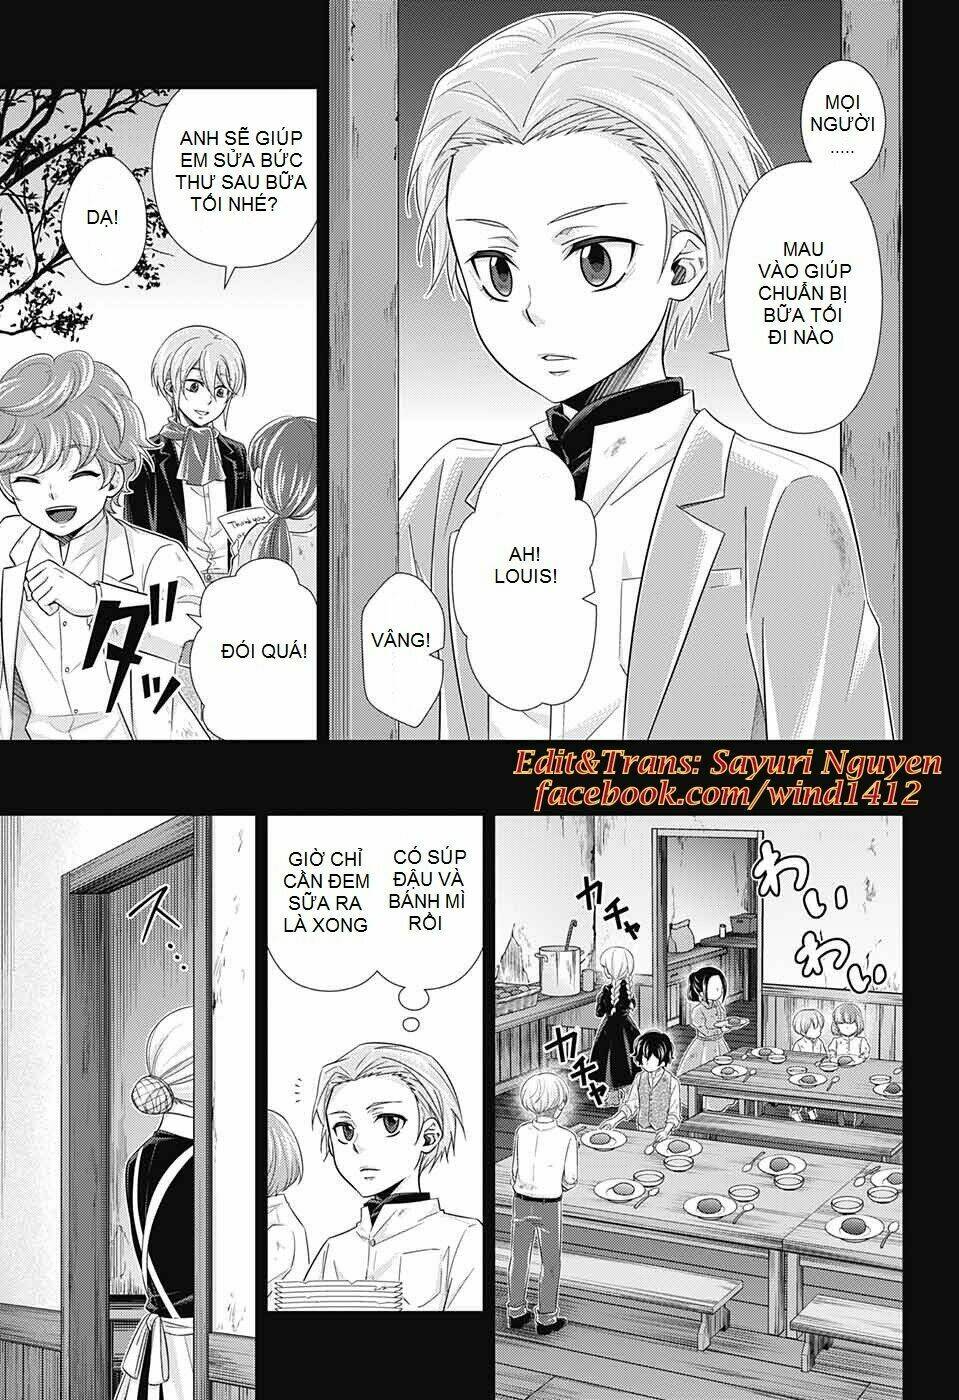 MỌI
NGƯỜI
.....
MAU
VÀO GIÚP
CHUẨN BỊ
BỮA TỐI
ĐI NÀO
AH!
LOUIS!
VÂNG!
ANH SẼ GIÚP
EM SỬA BỨC
THƯ SAU BỮA
TỐI NHÉ?
DẠ!
Thank you
ĐÓI QUÁ!
ダッ
Edit&Trans: Sayuri Nguyen
facebook.com/wind1412
わい
わい
カチャ
カチャ
CÓ SÚP
ĐẬU VÀ
BÁNH MÌ
RỒI
GIỜ CHỈ
CẦN ĐEM
SỮA RA
LÀ XONG
ス…